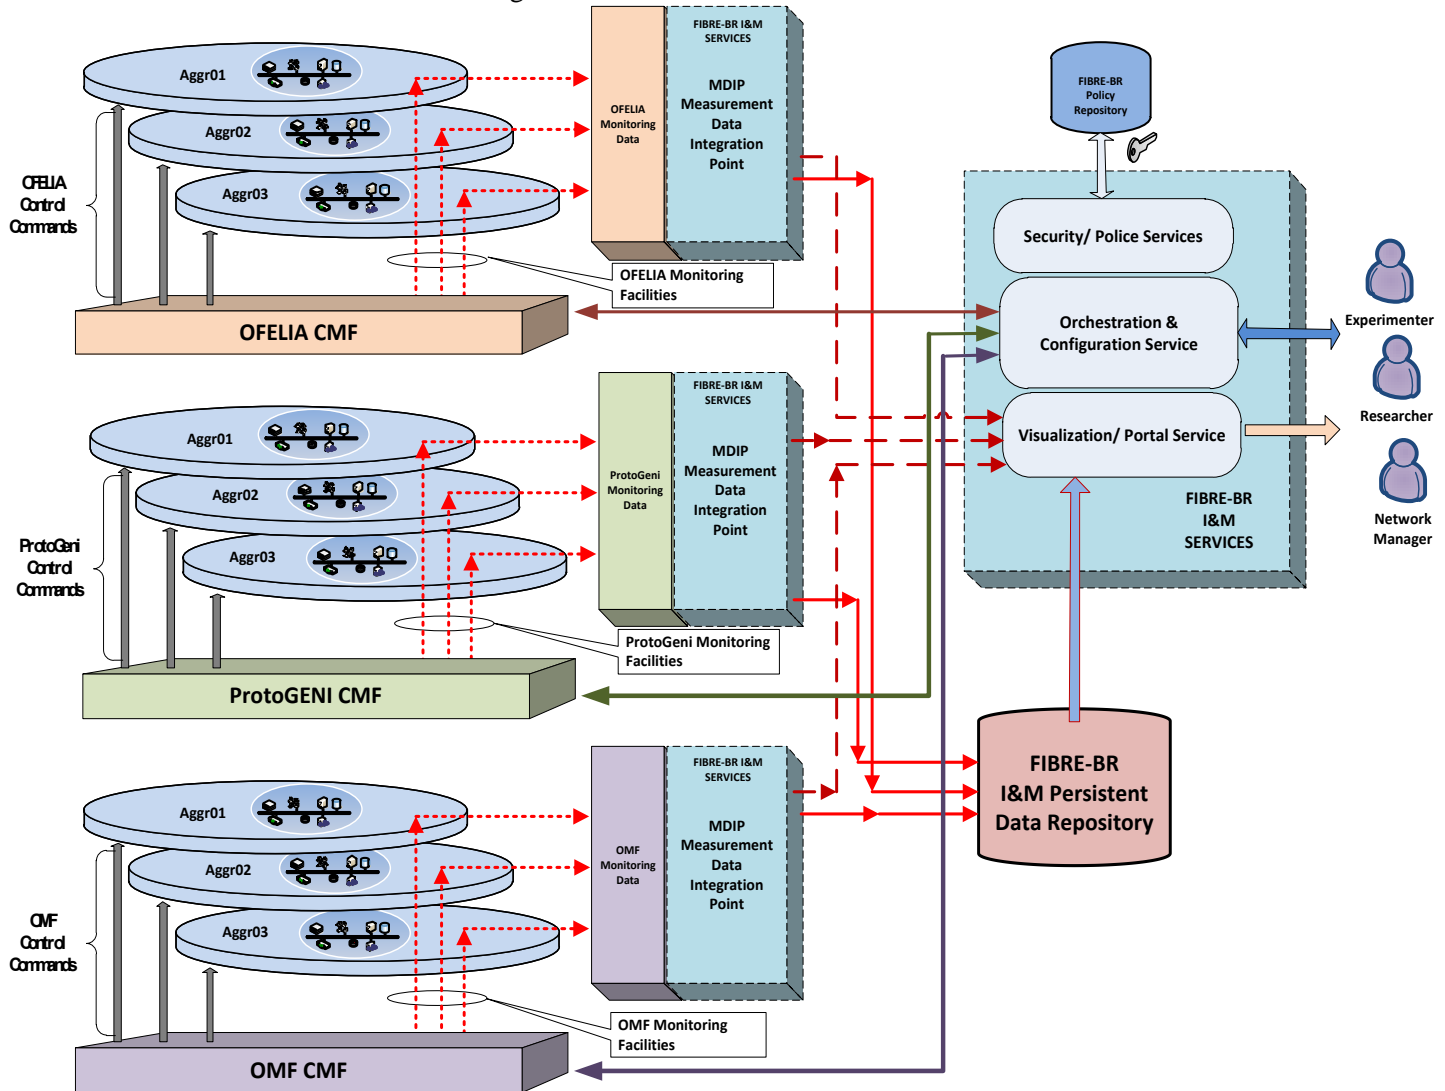 Aggr01
Aggr02
Aggr03
OFELIA
Control
Commands
OFELIA CMF
OFELIA Monitoring
Facilities
OFELIA
Monitoring
Data
FIBRE-BR I&M
SERVICES
MDIP
Measurement
Data
Integration
Point
Aggr01
Aggr02
Aggr03
ProtoGeni
Control
Commands
ProtoGENI CMF
ProtoGeni Monitoring
Facilities
ProtoGeni
Monitoring
Data
FIBRE-BR I&M
SERVICES
MDIP
Measurement
Data
Integration
Point
Aggr01
Aggr02
Aggr03
OMF
Control
Commands
OMF CMF
OMF Monitoring
Facilities
OMF
Monitoring
Data
FIBRE-BR I&M
SERVICES
MDIP
Measurement
Data
Integration
Point
FIBRE-BR
Policy
Repository
Security/ Police Services
Orchestration &
Configuration Service
Visualization/ Portal Service
FIBRE-BR
I&M
SERVICES
Experimenter
Researcher
Network
Manager
FIBRE-BR
I&M Persistent
Data Repository